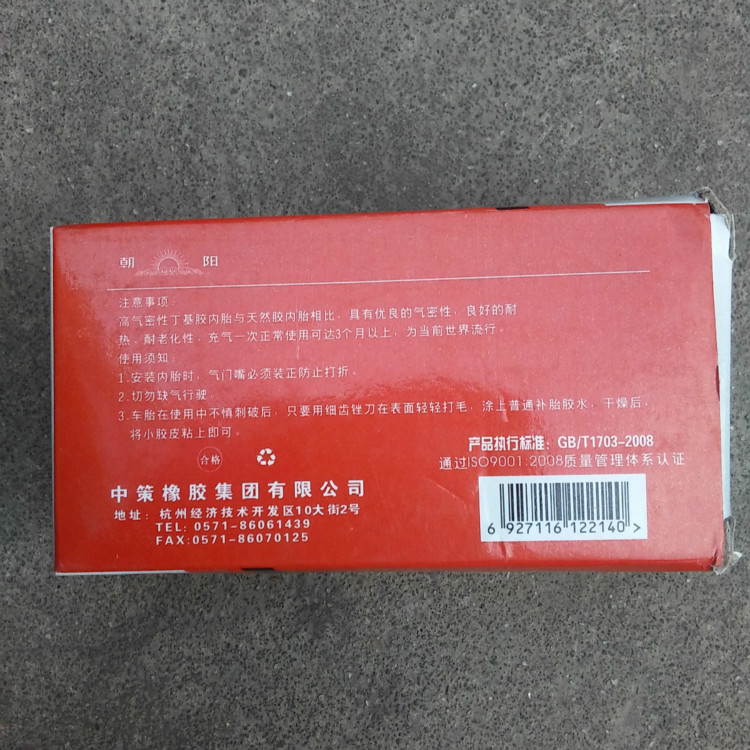 朝 阳
注意事项
高气密性丁基胶内胎与天然胶内胎相比，具有优良的气密性，良好的耐
热、耐老化性，充气一次正常使用可达3个月以上，为当前世界流行。
使用须知
1.安装内胎时，气门嘴必须装正防止打折。
2.切勿缺气行驶。
3.车胎在使用中不慎刺破后，只要用细齿锉刀在表面轻轻打毛，涂上普通补胎胶水，干燥后，
将小胶皮粘上即可。
合格
产品执行标准：GB/T1703-2008
通过ISO9001:2008质量管理体系认证
中策橡胶集团有限公司
地址：杭州经济技术开发区10大街2号
TEL: 0571-86061439
FAX:0571-86070125
6 927116 122140 >